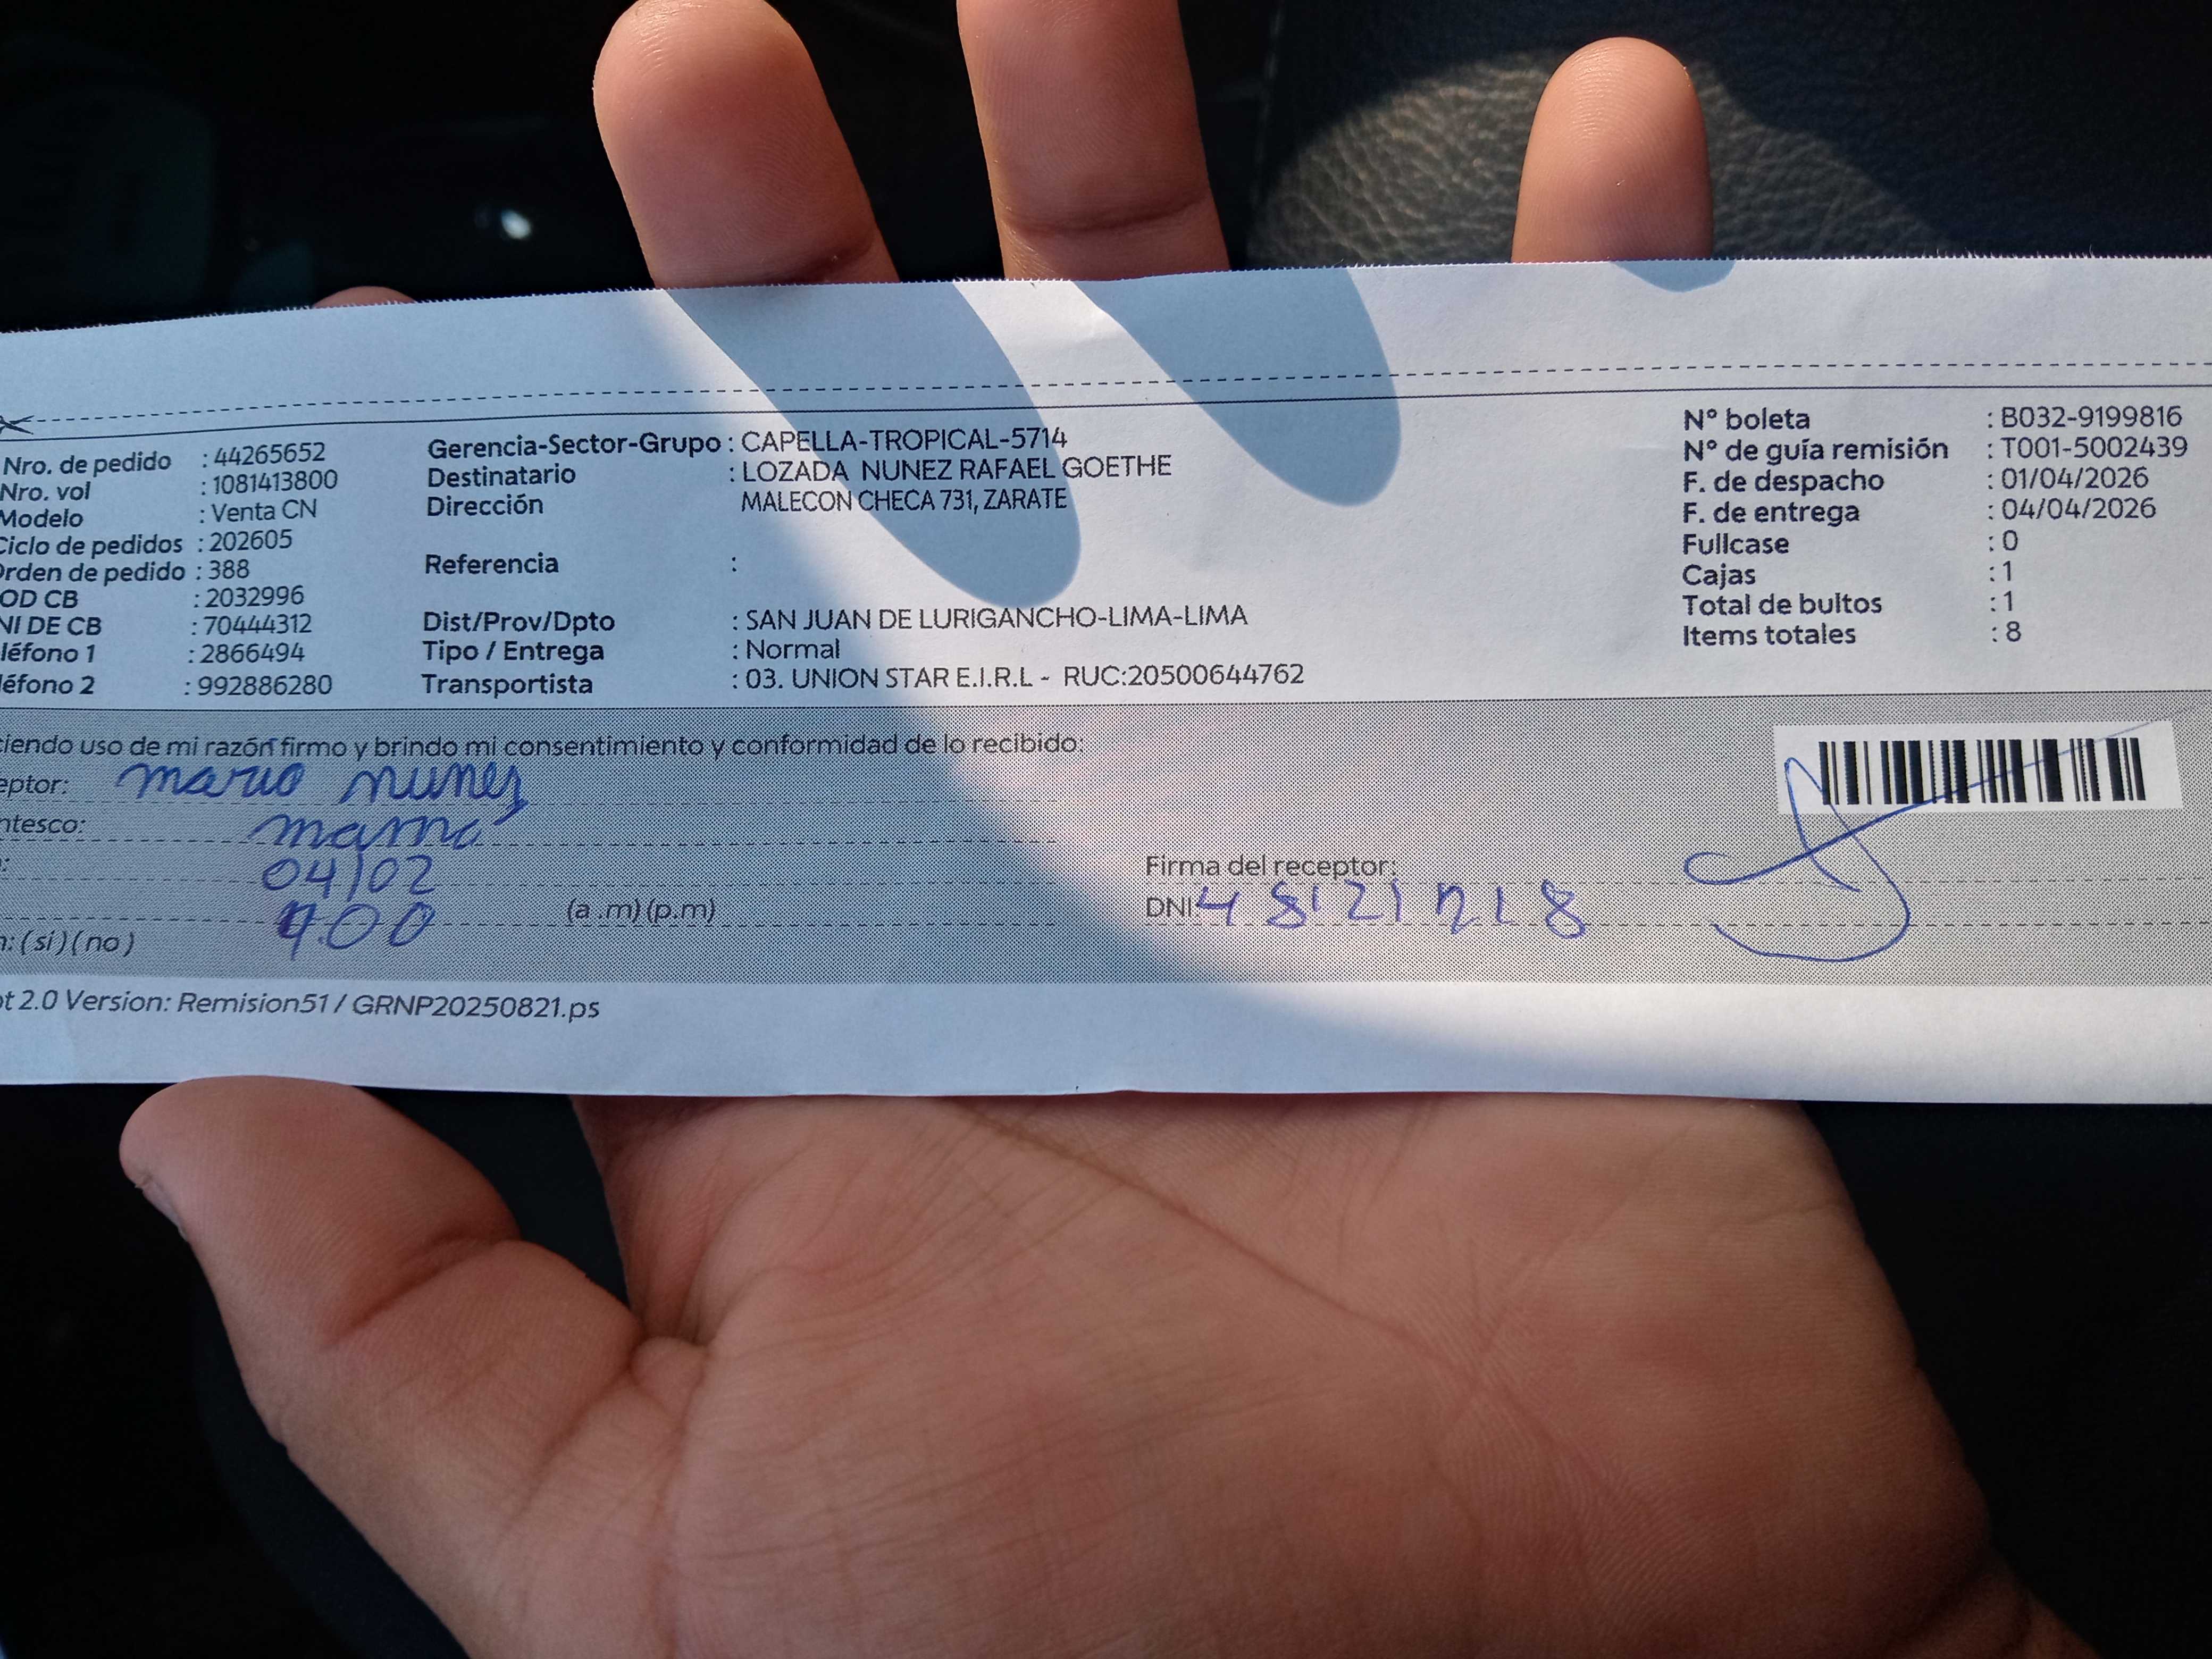 Nro. de pedido : 44265652
Nro. vol : 1081413800
Modelo : Venta CN
Ciclo de pedidos : 202605
Orden de pedido : 388
OD CB : 2032996
NI DE CB : 70444312
léfono 1 : 2866494
léfono 2 : 992886280
Gerencia-Sector-Grupo : CAPELLA-TROPICAL-5714
Destinatario : LOZADA NUNEZ RAFAEL GOETHE
Dirección MALECON CHECA 731, ZARATE
Referencia :
Dist/Prov/Dpto : SAN JUAN DE LURIGANCHO-LIMA-LIMA
Tipo / Entrega : Normal
Transportista : 03. UNION STAR E.I.R.L - RUC:20500644762
N° boleta : B032-9199816
N° de guía remisión : T001-5002439
F. de despacho : 01/04/2026
F. de entrega : 04/04/2026
Fullcase : 0
Cajas : 1
Total de bultos : 1
Items totales : 8
ciendo uso de mi razón firmo y brindo mi consentimiento y conformidad de lo recibido:
eptor: mario nunez
ntesco: mama
: 04/02
(a .m) (p.m)
n: (si) (no)
Firma del receptor:
DNI:
ot 2.0 Version: Remision51 / GRNP20250821.ps